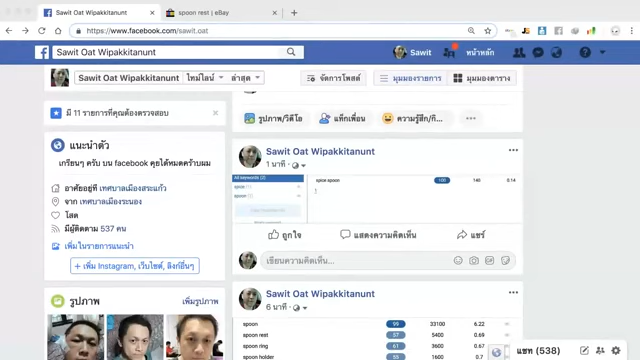 Sawit Oat Wipakkitanunt
spoon rest | eBay
https://www.facebook.com/sawit.oat
Sawit Oat Wipakkitanunt
Sawit
หน้าหลัก
Sawit Oat Wipakkitanunt
ไทม์ไลน์
ล่าสุด
จัดการโพสต์
มุมมองรายการ
มุมมองตาราง
มี 11 รายการที่คุณต้องตรวจสอบ
รูปภาพ/วิดีโอ
แท็กเพื่อน
ความรู้สึก/กิ...
แนะนำตัว
เกรียนๆ ครับ บน facebook คุยได้หมดครับผม
อาศัยอยู่ที่ เทศบาลเมืองสระแก้ว
จาก เทศบาลเมืองระนอง
โสด
มีผู้ติดตาม 537 คน
เพิ่มในรายการแนะนำ
+ เพิ่ม Instagram, เว็บไซต์, ลิงก์อื่นๆ
รูปภาพ
เพิ่มรูปภาพ
Sawit Oat Wipakkitanunt
1 นาที
All keywords (2)
spoon (1)
spoon (1)
spice spoon 100 140 0.14
ถูกใจ
แสดงความคิดเห็น
แชร์
เขียนความคิดเห็น...
Sawit Oat Wipakkitanunt
6 นาที
spoon 99 33100 6.22
spoon rest 57 5400 0.69
spoon ring 61 3600 0.67
spoon holder 1600 0.7
แชท (538)